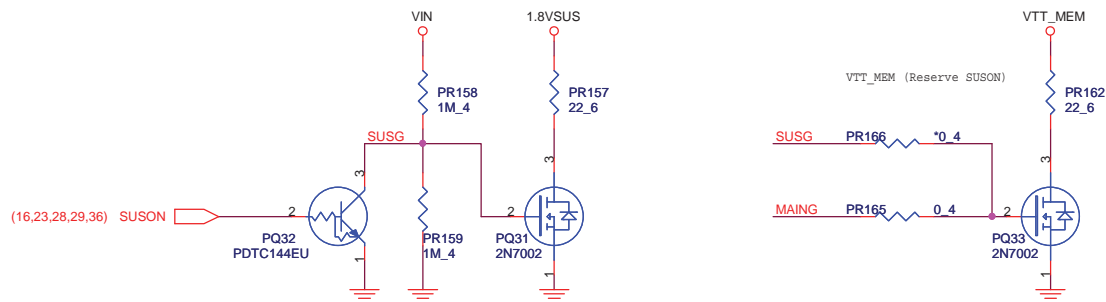 VIN
1.8VSUS
VTT_MEM
VTT_MEM (Reserve SUSON)
PR158
1M_4
PR157
22_6
PR162
22_6
SUSG
SUSG
PR166
*0_4
3
3
3
(16,23,28,29,36) SUSON
2
2
MAING
PR165
0_4
2
PQ32
PDTC144EU
PR159
1M_4
PQ31
2N7002
PQ33
2N7002
1
1
1